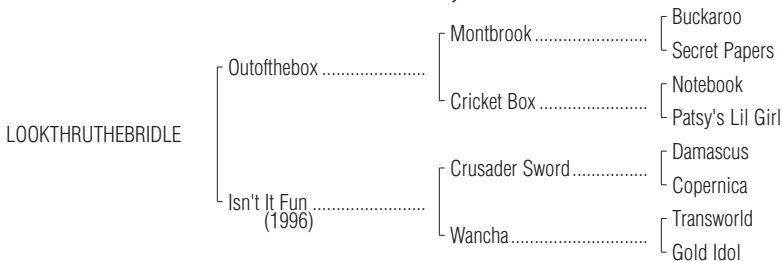 Buckaroo
Montbrook
Secret Papers
Outofthebox
Notebook
Cricket Box
Patsy's Lil Girl
LOOKTHRUTHEBRIDLE
Damascus
Crusader Sword
Copernica
Isn't It Fun
(1996)
Transworld
Wancha
Gold Idol